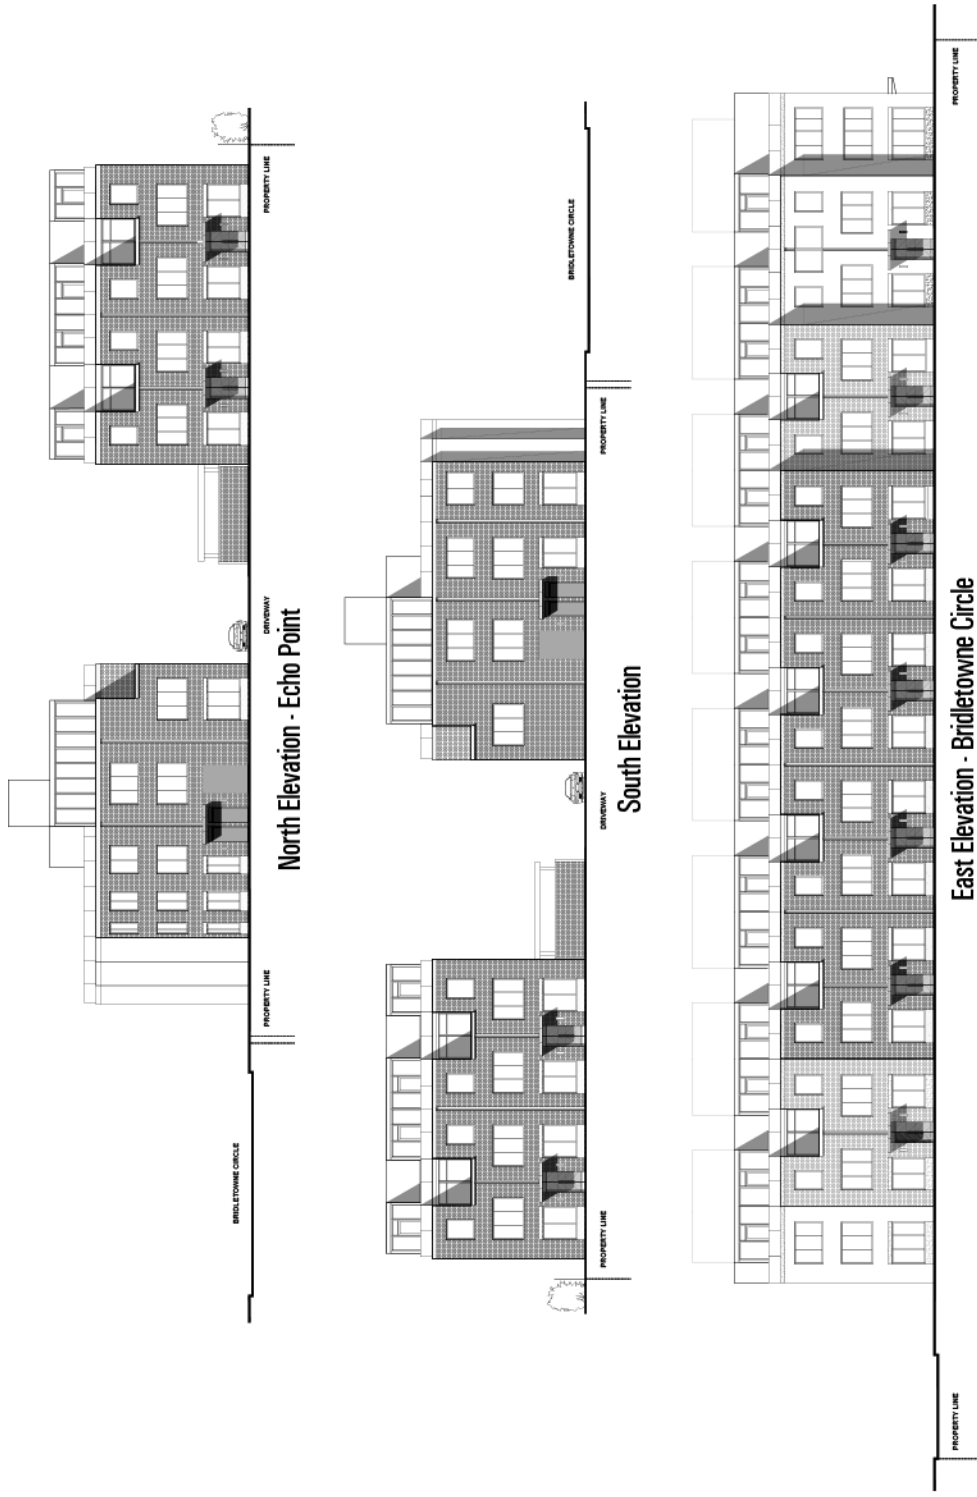 BRIDLETOWNE CIRCLE
PROPERTY LINE
DRIVEWAY
PROPERTY LINE
North Elevation - Echo Point
PROPERTY LINE
DRIVEWAY
PROPERTY LINE
BRIDLETOWNE CIRCLE
South Elevation
PROPERTY LINE
PROPERTY LINE
East Elevation - Bridletowne Circle